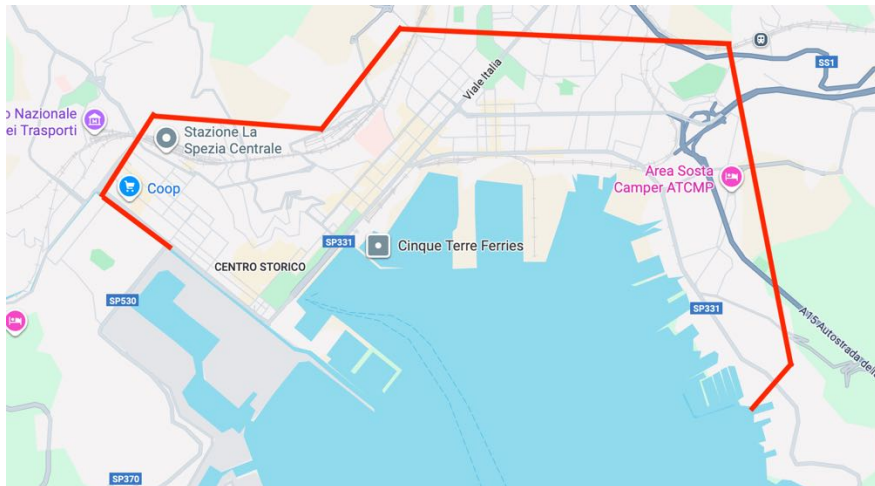 SS1
Viale Italia
o Nazionale
ei Trasporti
Stazione La
Spezia Centrale
Coop
Area Sosta
Camper ATCMP
SP331
Cinque Terre Ferries
CENTRO STORICO
SP530
SP331
A15 Autostrada della
SP370